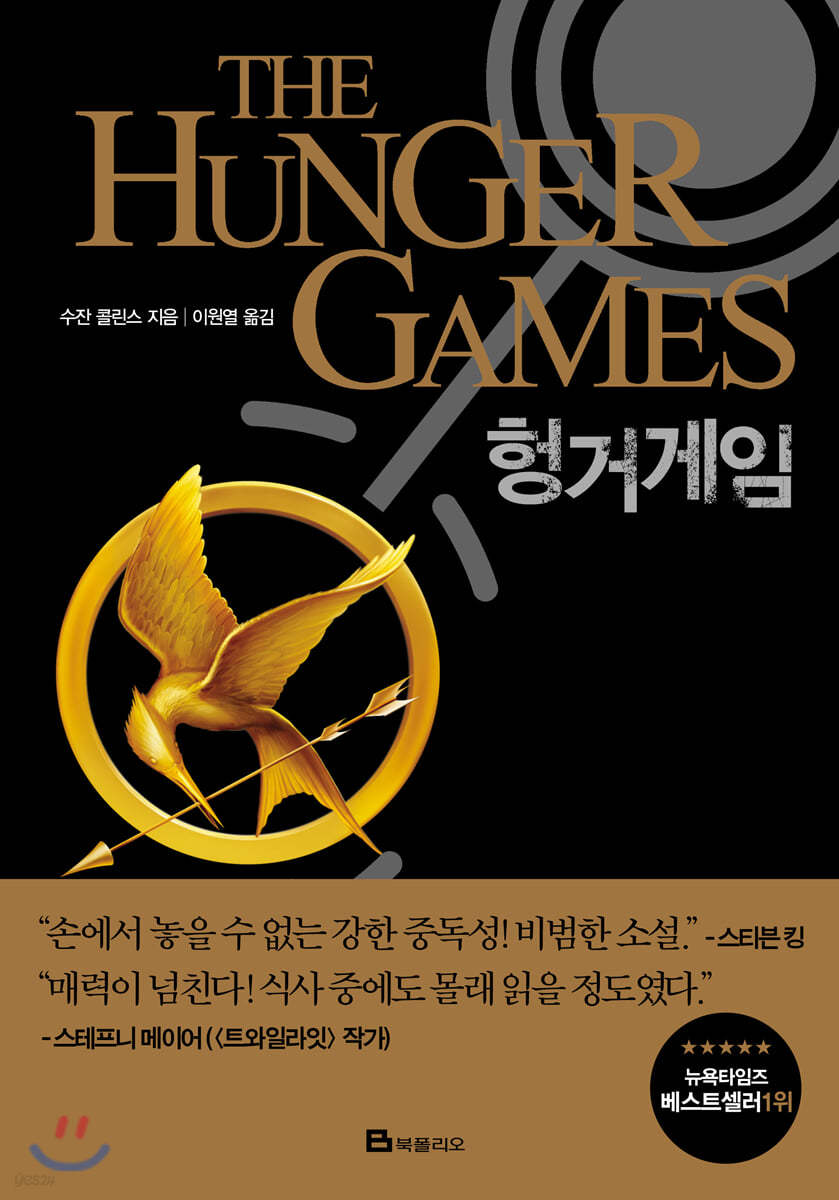 THE
HUNGER
GAMES
수잔 콜린스 지음 | 이원열 옮김
헝거게임
“손에서 놓을 수 없는 강한 중독성! 비범한 소설.” - 스티븐 킹
“매력이 넘친다! 식사 중에도 몰래 읽을 정도였다.”
- 스테프니 메이어 (〈트와일라잇〉 작가)
★★★★★
뉴욕타임즈
베스트셀러1위
북폴리오
yes24